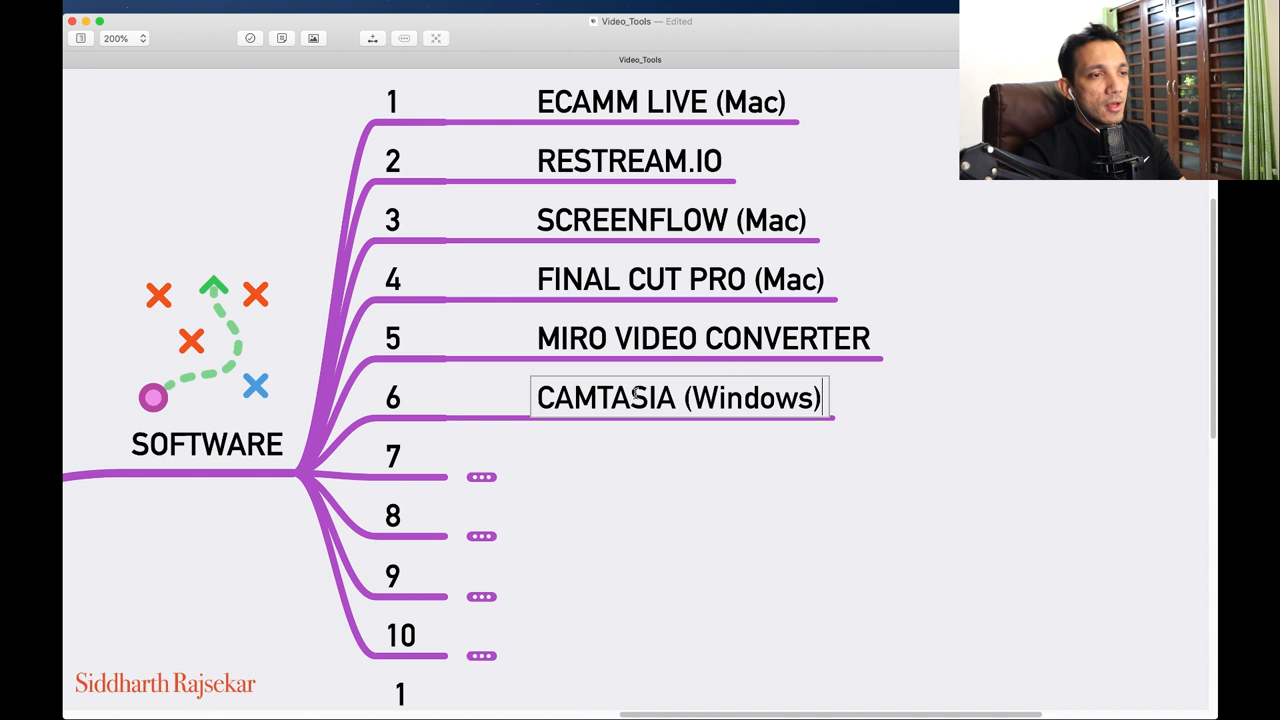 Video_Tools — Edited
200%
Video_Tools
1 ECAMM LIVE (Mac)
2 RESTREAM.IO
3 SCREENFLOW (Mac)
4 FINAL CUT PRO (Mac)
5 MIRO VIDEO CONVERTER
6 CAMTASIA (Windows)
7
8
9
10
1
SOFTWARE
Siddharth Rajsekar